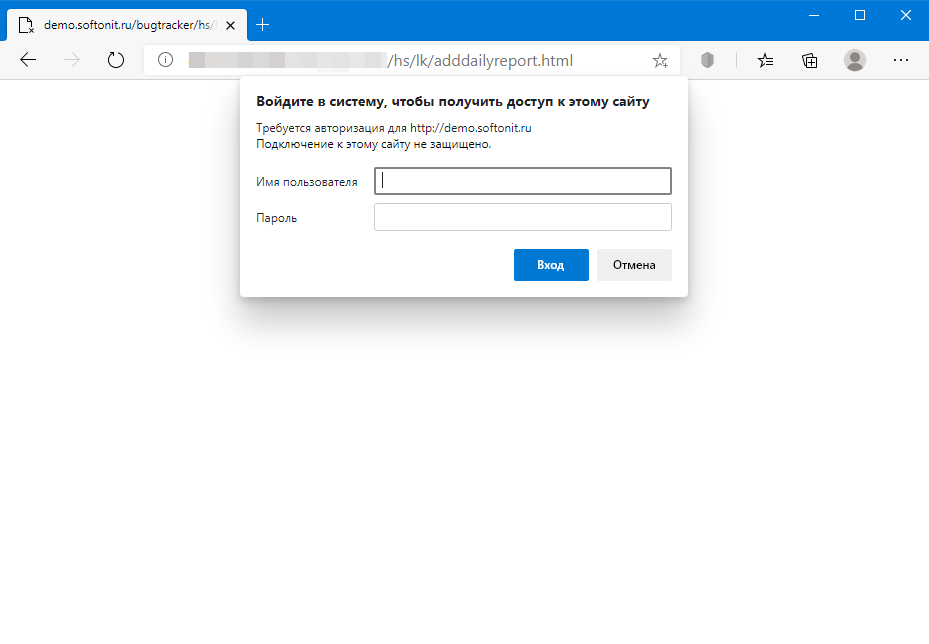 demo.softonit.ru/bugtracker/hs/
/hs/lk/adddailyreport.html
Войдите в систему, чтобы получить доступ к этому сайту
Требуется авторизация для http://demo.softonit.ru
Подключение к этому сайту не защищено.
Имя пользователя
Пароль
Вход
Отмена